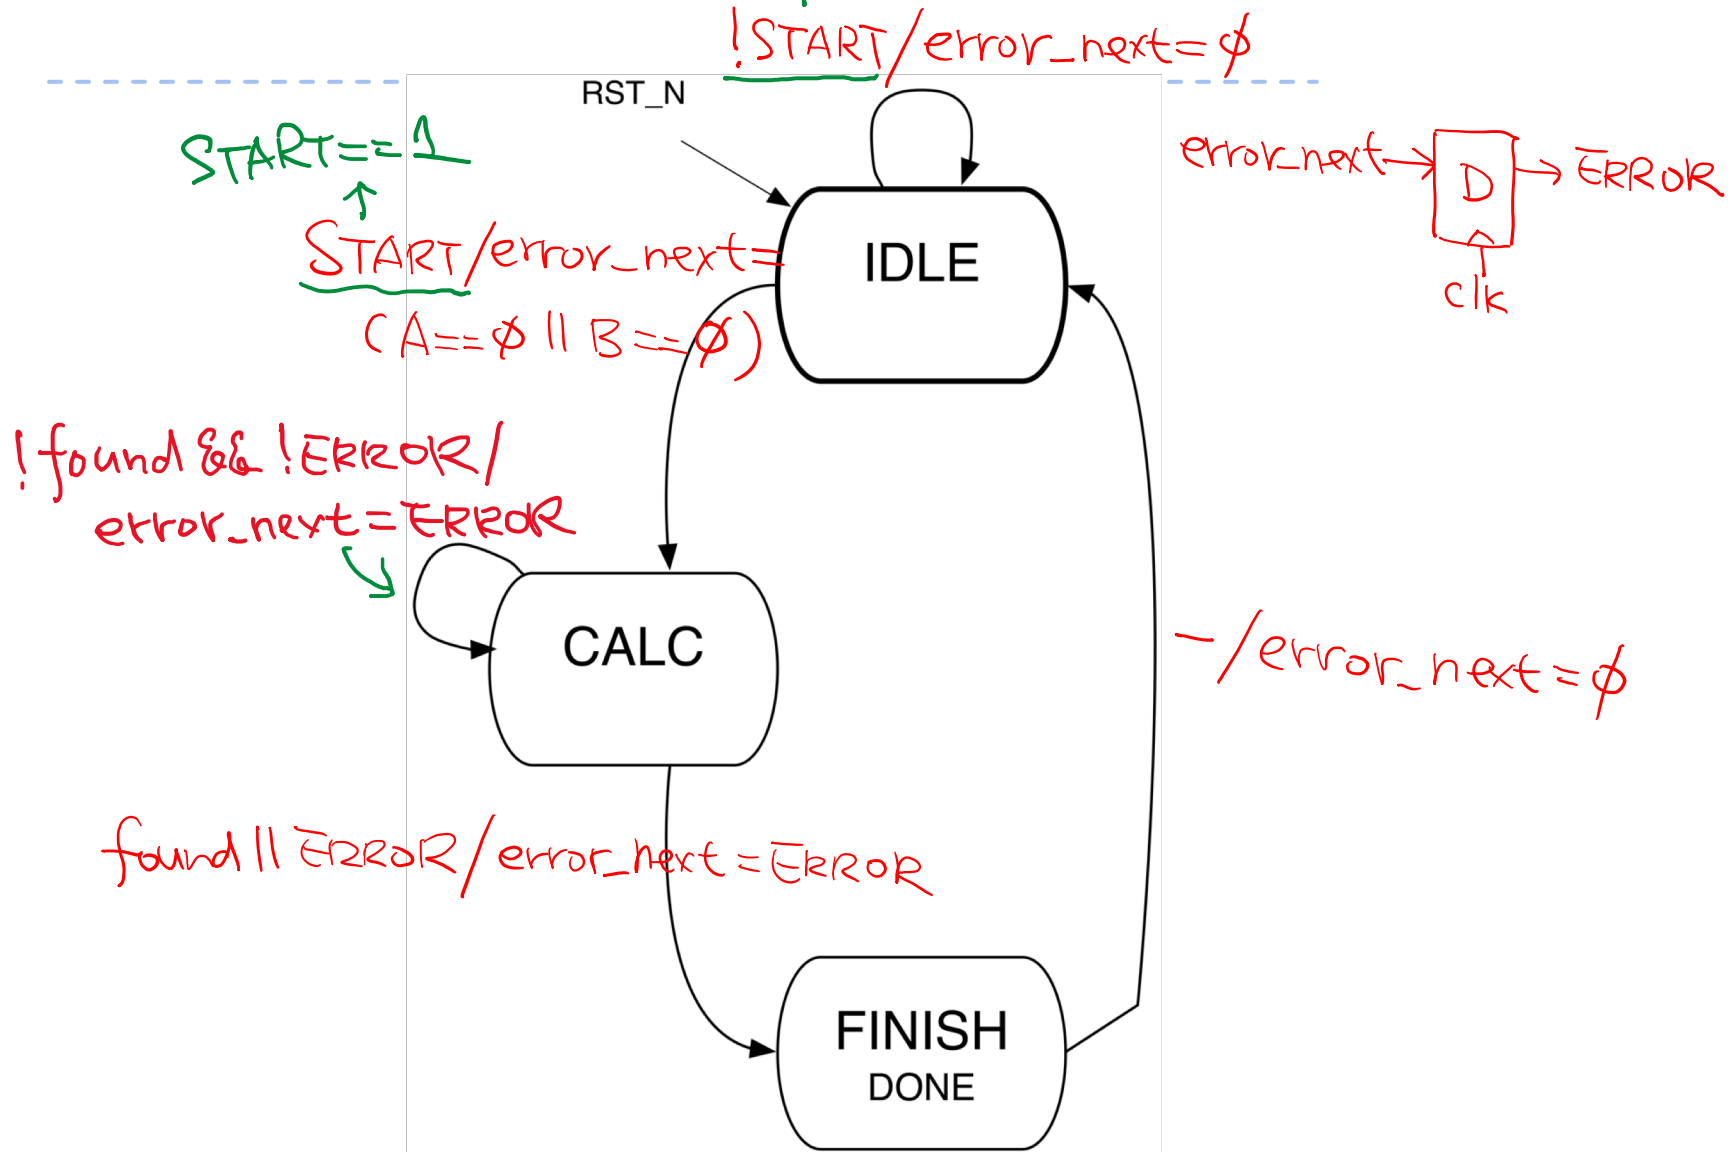 !START/error_next=ϕ
RST_N
START==1
error_next
D
ERROR
clk
START/error_next=
(A==ϕ || B==ϕ)
IDLE
!found && !ERROR/
error_next=ERROR
CALC
-/error_next=ϕ
found || ERROR/error_next=ERROR
FINISH
DONE